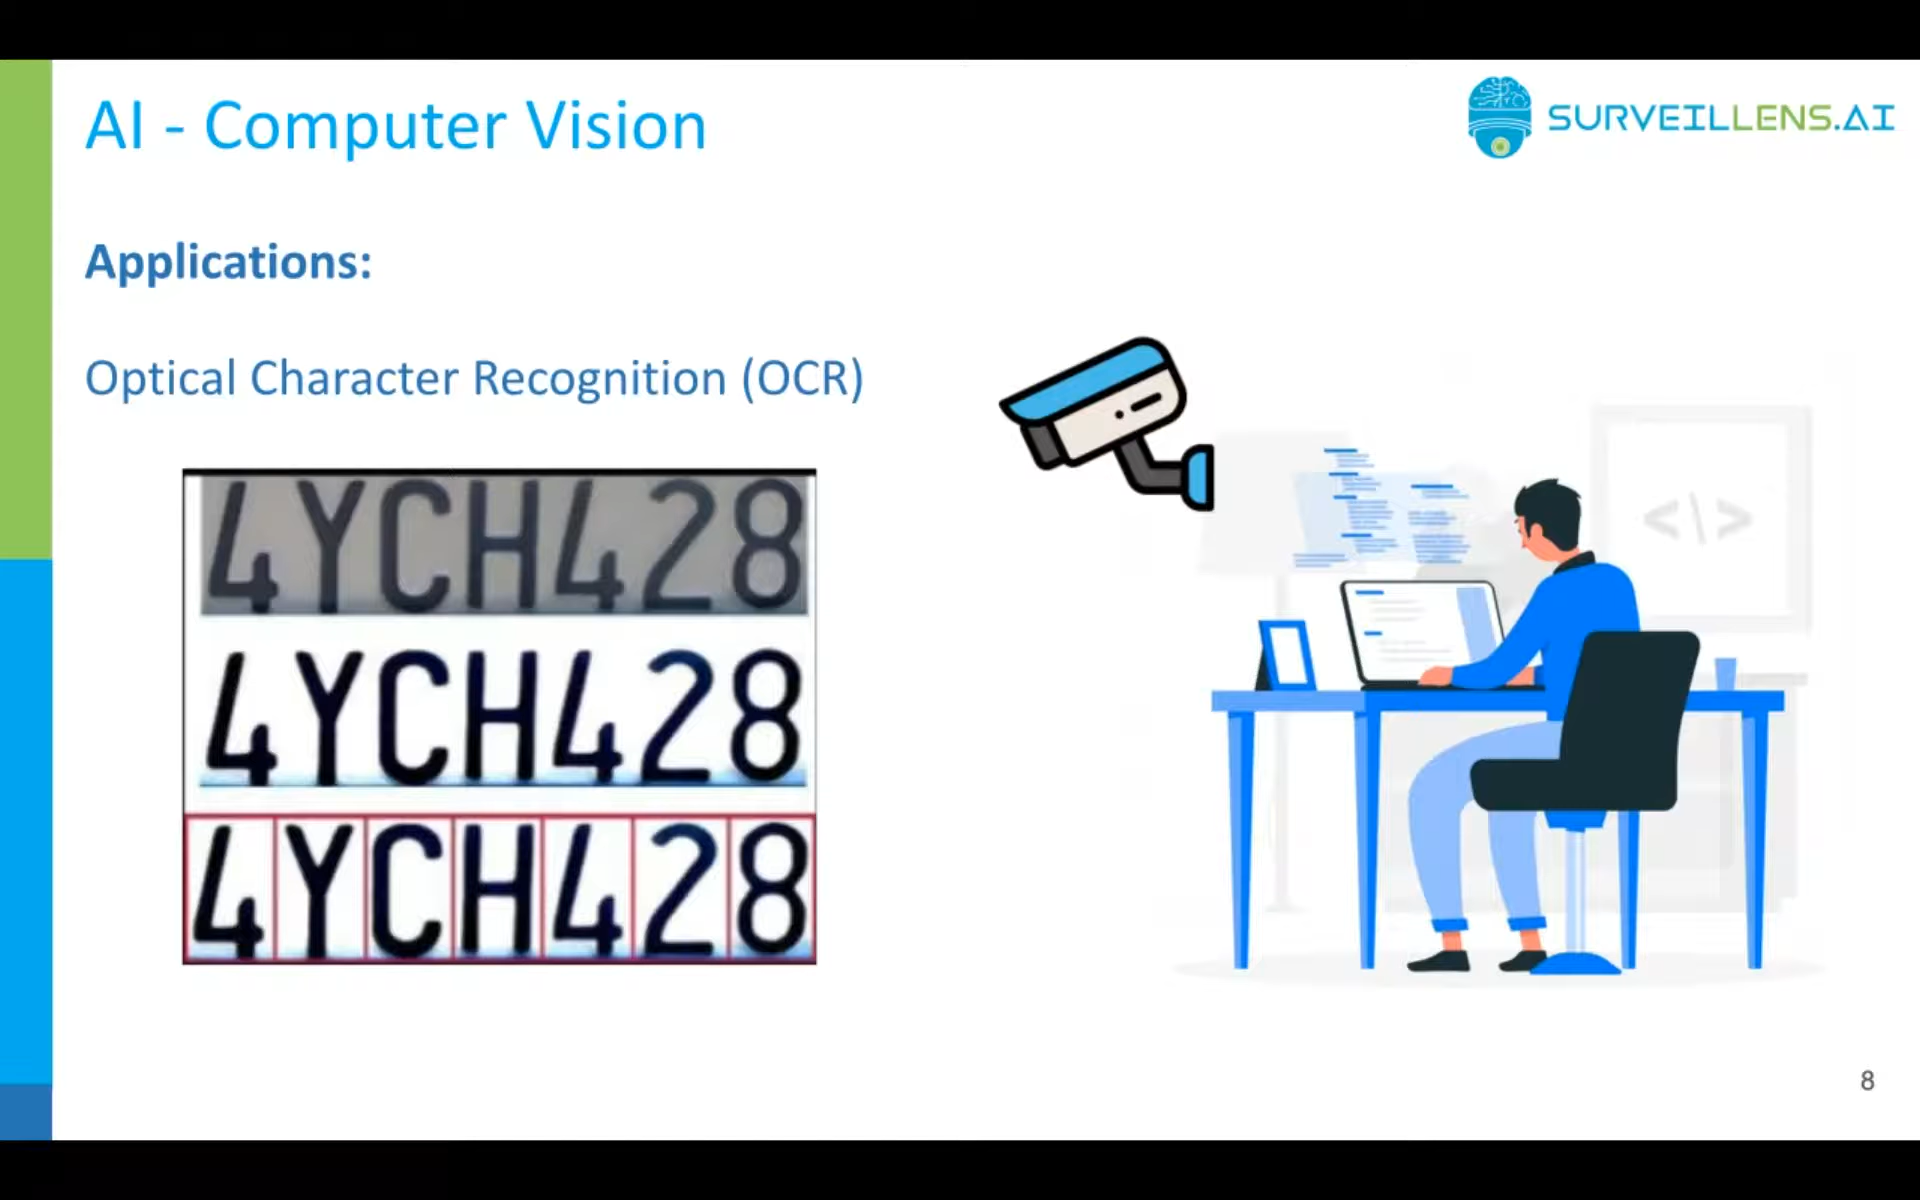 AI - Computer Vision
SURVEILLENS.AI
Applications:
Optical Character Recognition (OCR)
4YCH428
4YCH428
4YCH428
<\>
8